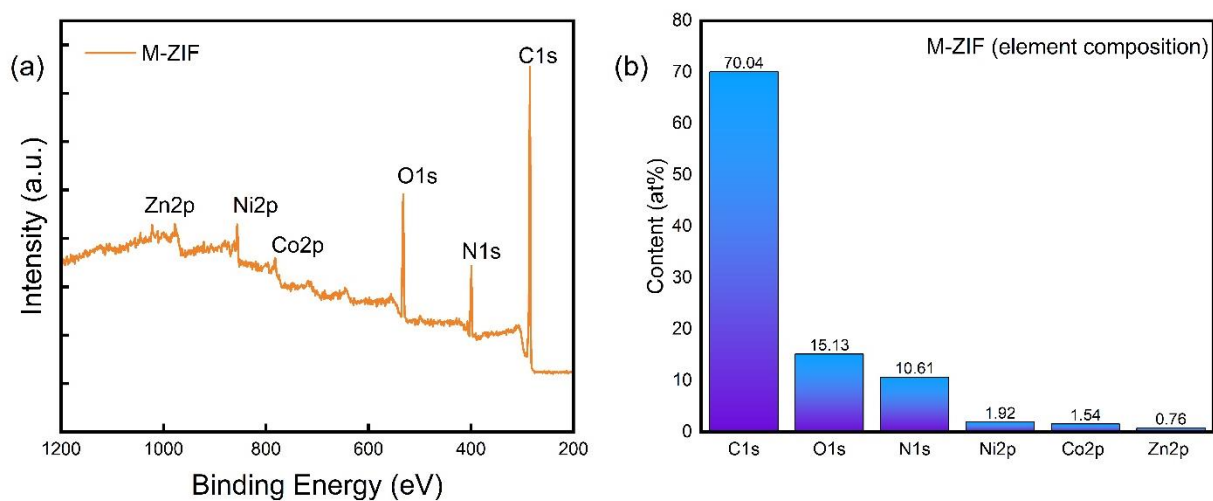 (a)
M-ZIF
C1s
O1s
Zn2p
Ni2p
Co2p
N1s
Intensity (a.u.)
1200 1000 800 600 400 200
Binding Energy (eV)
(b)
M-ZIF (element composition)
80
70
60
50
40
30
20
10
0
Content (at%)
70.04
15.13
10.61
1.92
1.54
0.76
C1s O1s N1s Ni2p Co2p Zn2p